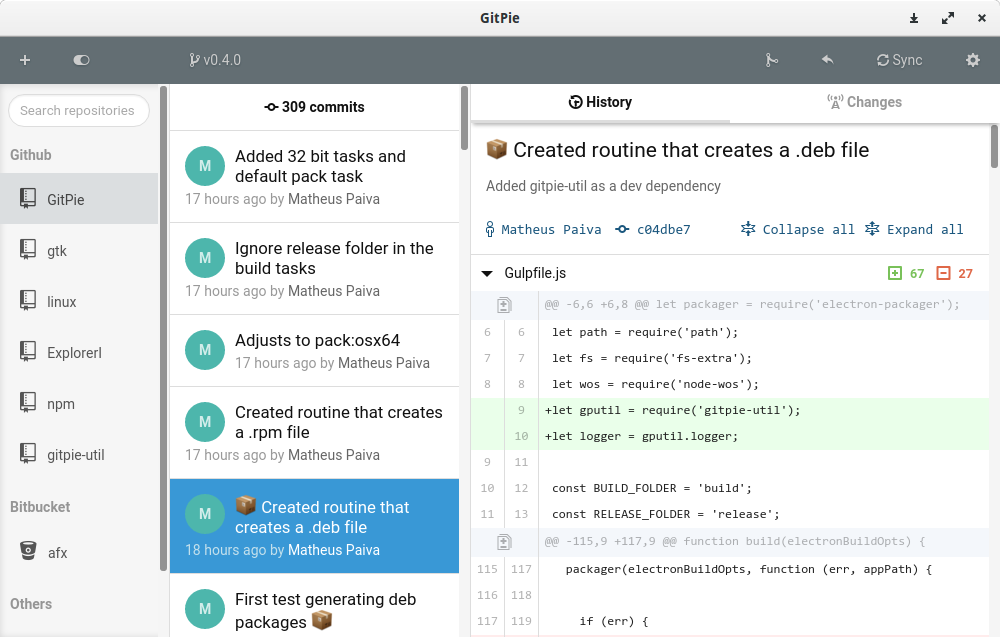 GitPie
v0.4.0
Sync
Search repositories
Github
GitPie
gtk
linux
Explorerl
npm
gitpie-util
Bitbucket
afx
Others
309 commits
M
Added 32 bit tasks and
default pack task
17 hours ago by Matheus Paiva
M
Ignore release folder in the
build tasks
17 hours ago by Matheus Paiva
M
Adjusts to pack:osx64
17 hours ago by Matheus Paiva
M
Created routine that creates
a .rpm file
17 hours ago by Matheus Paiva
M
📦 Created routine that
creates a .deb file
18 hours ago by Matheus Paiva
M
First test generating deb
packages 📦
History
Changes
📦 Created routine that creates a .deb file
Added gitpie-util as a dev dependency
Matheus Paiva c04dbe7 Collapse all Expand all
Gulpfile.js 67 27
@@ -6,6 +6,8 @@ let packager = require('electron-packager');
6 6 let path = require('path');
7 7 let fs = require('fs-extra');
8 8 let wos = require('node-wos');
9 +let gputil = require('gitpie-util');
10 +let logger = gputil.logger;
9 11
10 12 const BUILD_FOLDER = 'build';
11 13 const RELEASE_FOLDER = 'release';
@@ -115,9 +117,9 @@ function build(electronBuildOpts) {
115 117 packager(electronBuildOpts, function (err, appPath) {
116 118
117 119 if (err) {